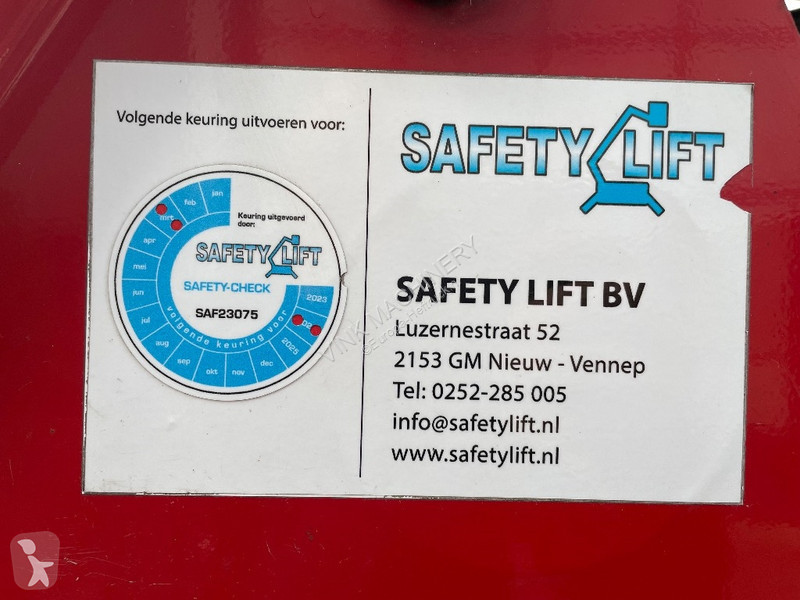 Volgende keuring uitvoeren voor:
jan
feb
mrt
apr
mei
jun
jul
aug
sep
okt
nov
dec
2025
2023
volgende keuring voor
Keuring uitgevoerd
door:
SAFETY LIFT
SAFETY-CHECK
SAF23075
SAFETY LIFT
SAFETY LIFT BV
Luzernestraat 52
2153 GM Nieuw - Vennep
Tel: 0252-285 005
info@safetylift.nl
www.safetylift.nl
VINK MACHINERY